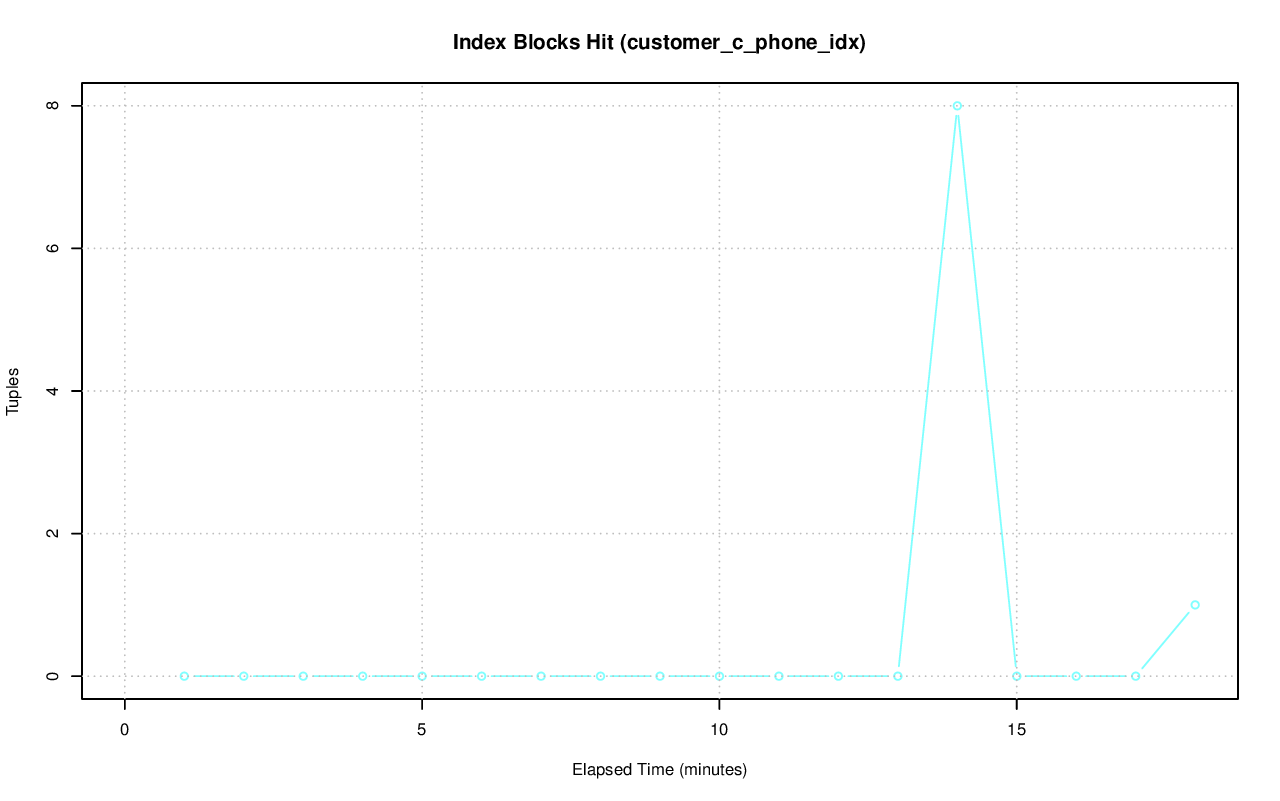 Index Blocks Hit (customer_c_phone_idx)
Tuples
8
6
4
2
0
0 5 10 15
Elapsed Time (minutes)